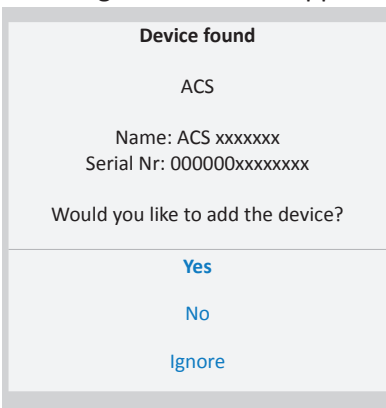 Device found
ACS
Name: ACS xxxxxxx
Serial Nr: 000000xxxxxxxx
Would you like to add the device?
Yes
No
Ignore